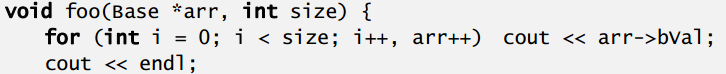 void foo(Base *arr, int size) {
for (int i = 0; i < size; i++, arr++) cout << arr->bVal;
cout << endl;